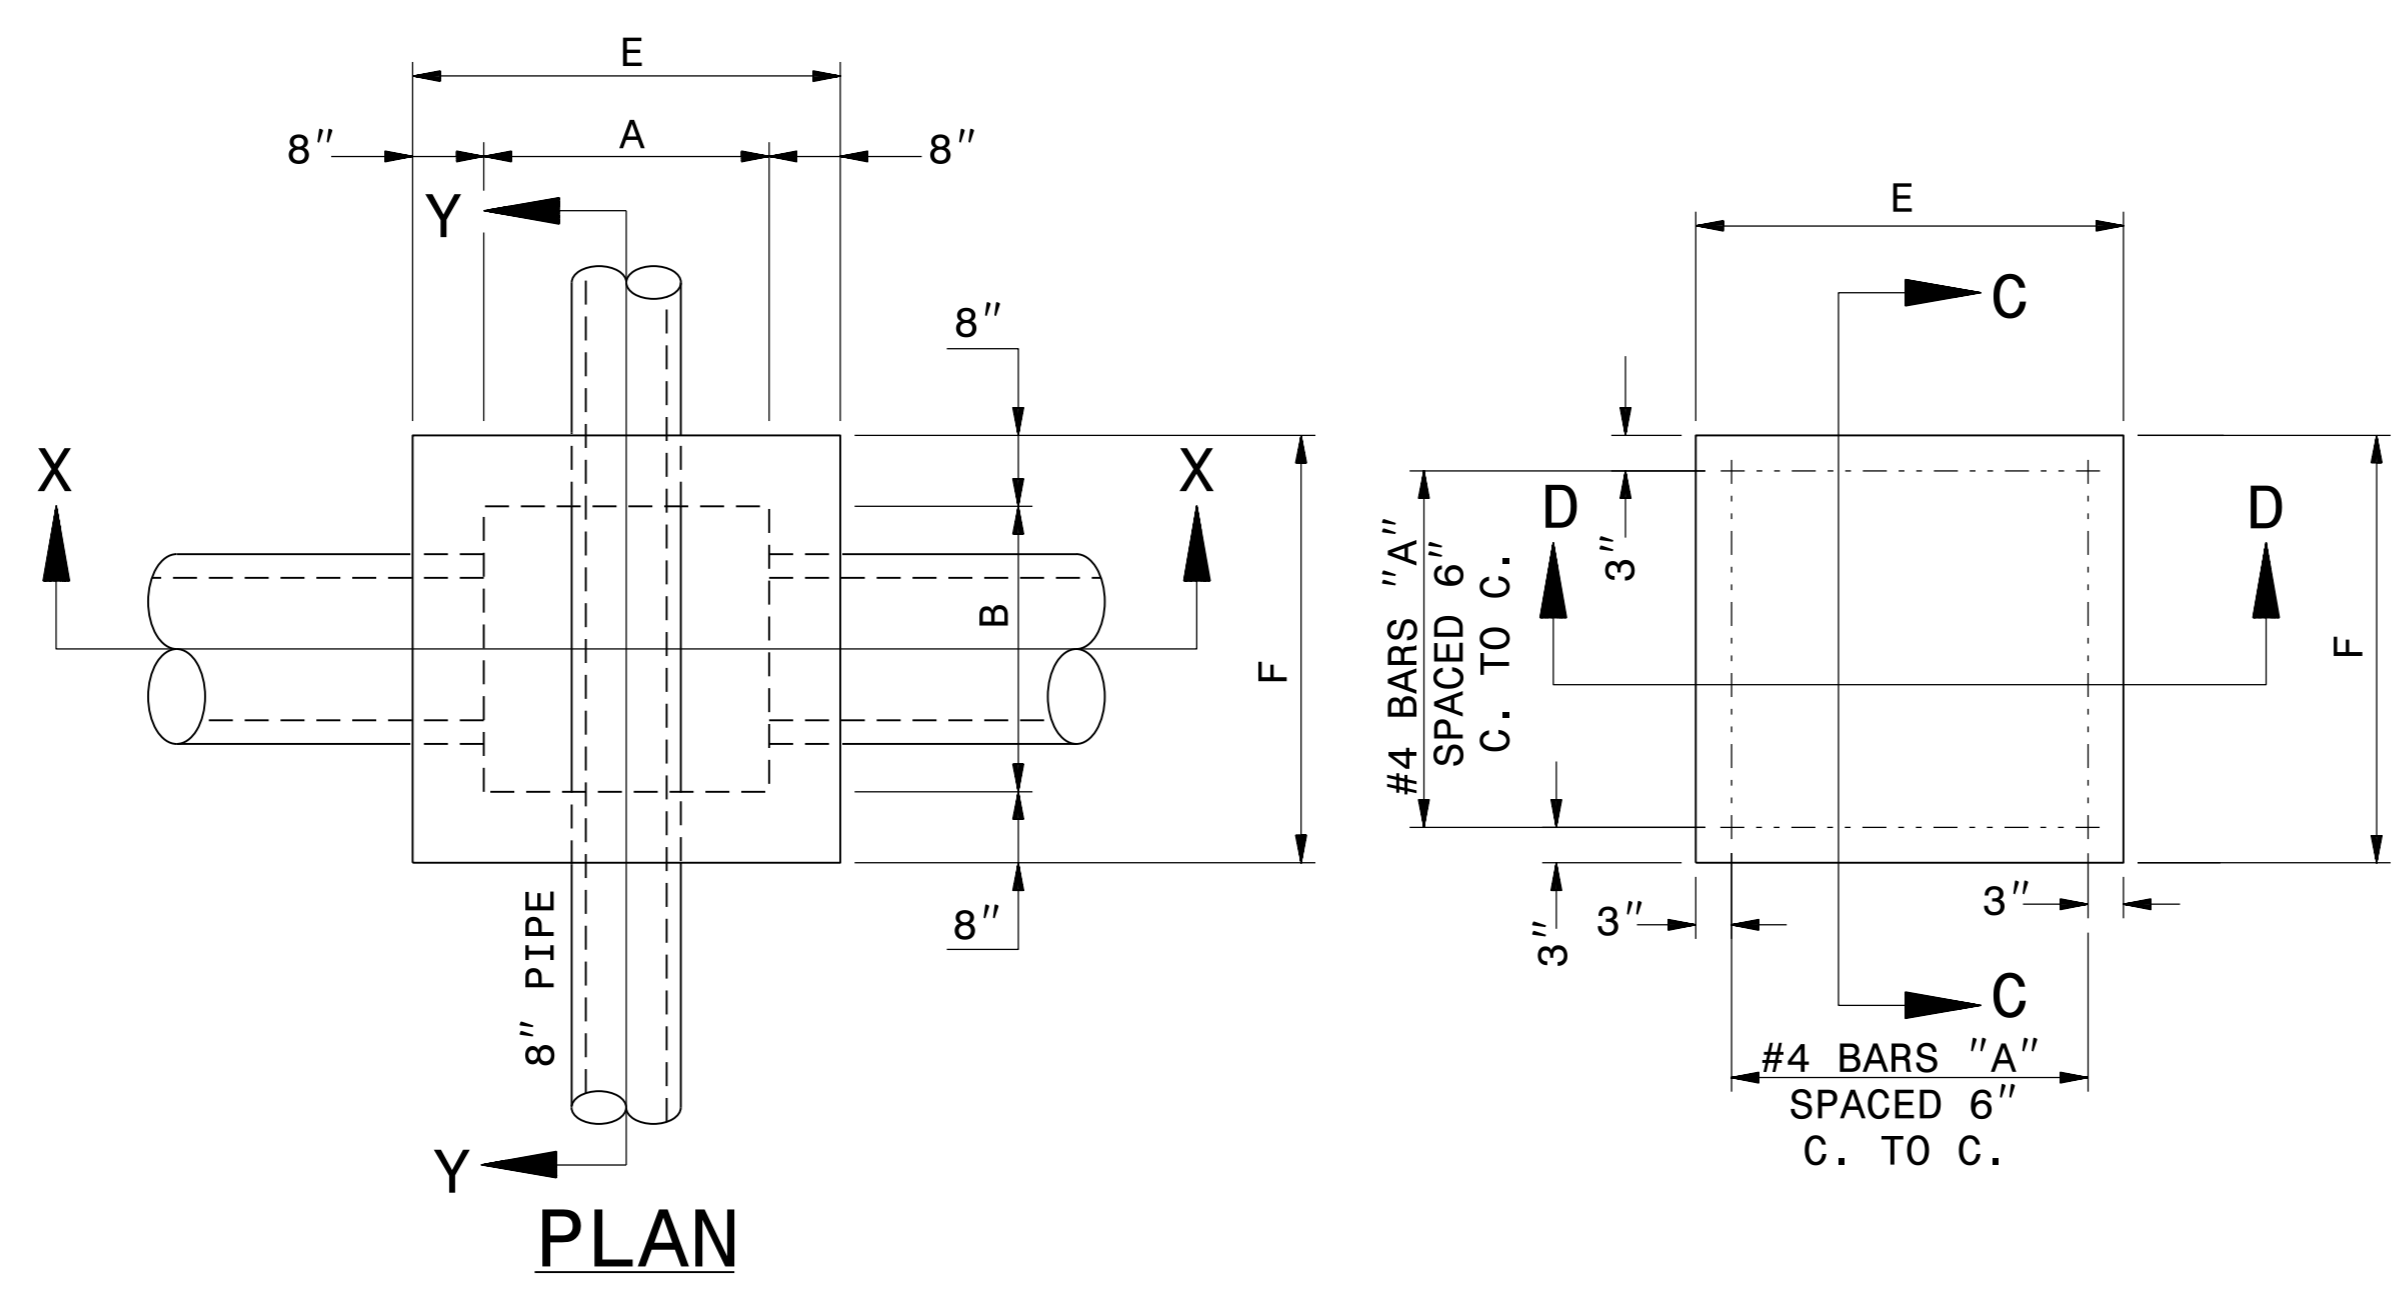 E
8" A 8"
Y
8"
X X
B
F
8" PIPE
8"
Y
PLAN
E
C
3"
D D
#4 BARS "A"
SPACED 6"
C. TO C.
F
3"
3"
3"
C
#4 BARS "A"
SPACED 6"
C. TO C.